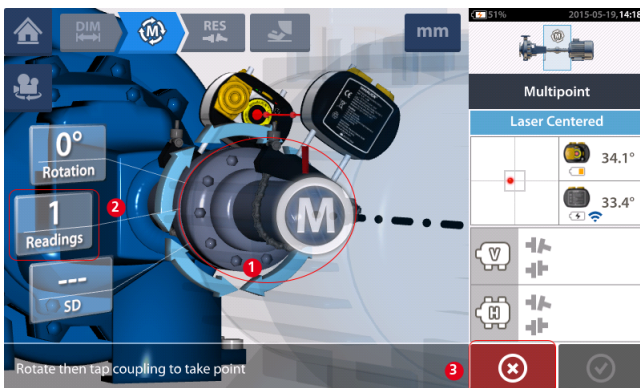 DIM
M
RES
mm
51%
2015-05-19, 14:18
M
Multipoint
Laser Centered
0°
Rotation
34.1°
1
Readings
2
33.4°
M
---
SD
1
V
H
Rotate then tap coupling to take point
3